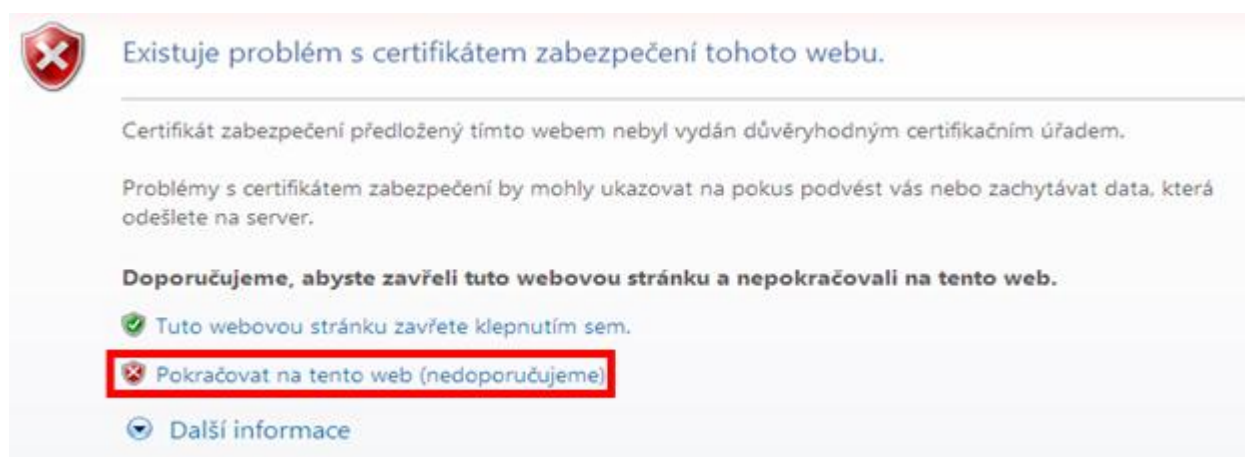 Existuje problém s certifikátem zabezpečení tohoto webu.
Certifikát zabezpečení předložený tímto webem nebyl vydán důvěryhodným certifikačním úřadem.
Problémy s certifikátem zabezpečení by mohly ukazovat na pokus podvést vás nebo zachytávat data, která
odešlete na server.
Doporučujeme, abyste zavřeli tuto webovou stránku a nepokračovali na tento web.
Tuto webovou stránku zavřete klepnutím sem.
Pokračovat na tento web (nedoporučujeme)
Další informace